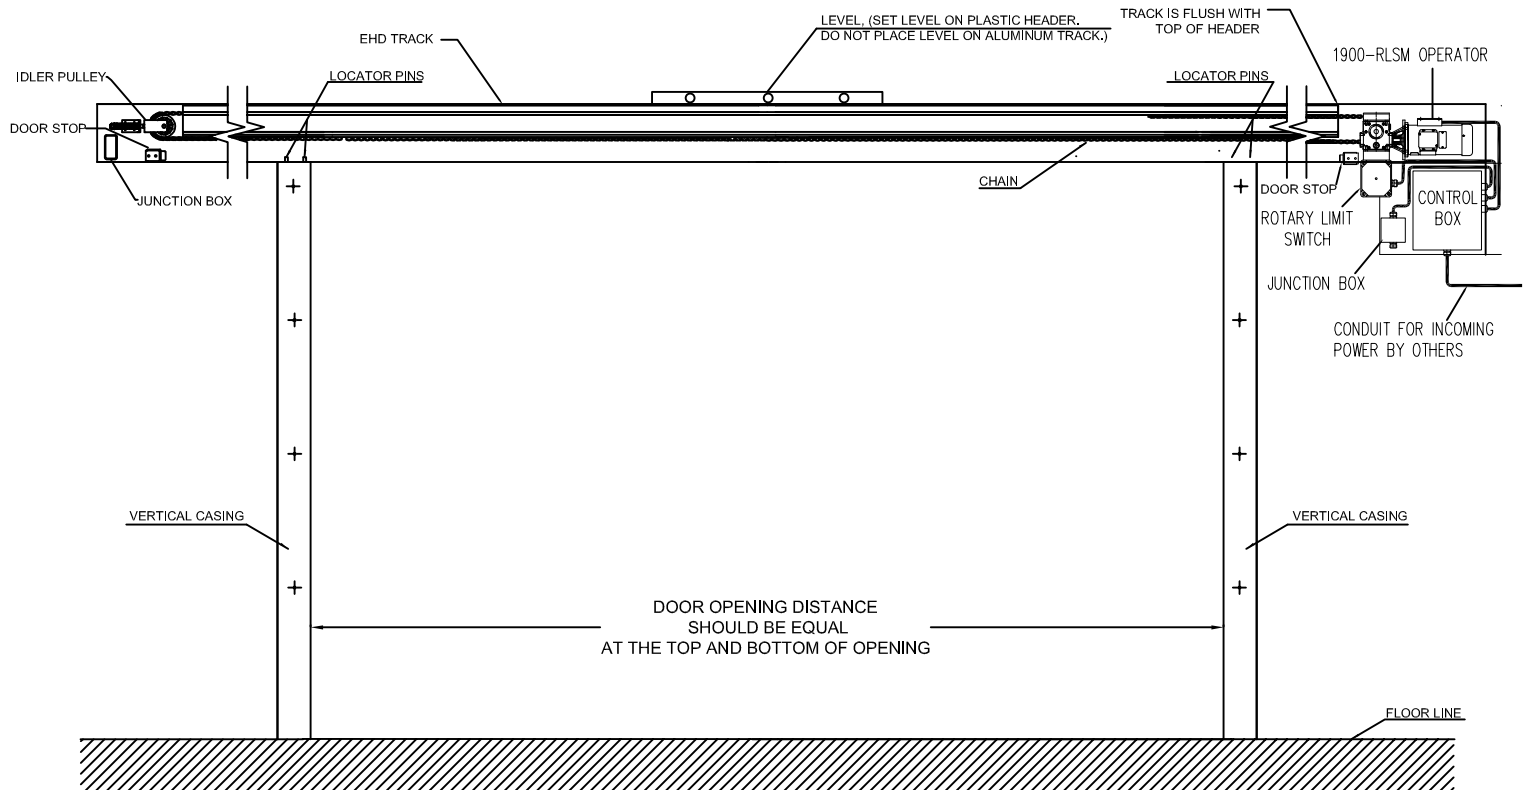 LEVEL, (SET LEVEL ON PLASTIC HEADER.
DO NOT PLACE LEVEL ON ALUMINUM TRACK.)
TRACK IS FLUSH WITH
TOP OF HEADER
EHD TRACK
1900-RLSM OPERATOR
IDLER PULLEY
LOCATOR PINS
LOCATOR PINS
DOOR STOP
CHAIN
DOOR STOP
JUNCTION BOX
CONTROL
BOX
ROTARY LIMIT
SWITCH
JUNCTION BOX
CONDUIT FOR INCOMING
POWER BY OTHERS
VERTICAL CASING
VERTICAL CASING
DOOR OPENING DISTANCE
SHOULD BE EQUAL
AT THE TOP AND BOTTOM OF OPENING
FLOOR LINE